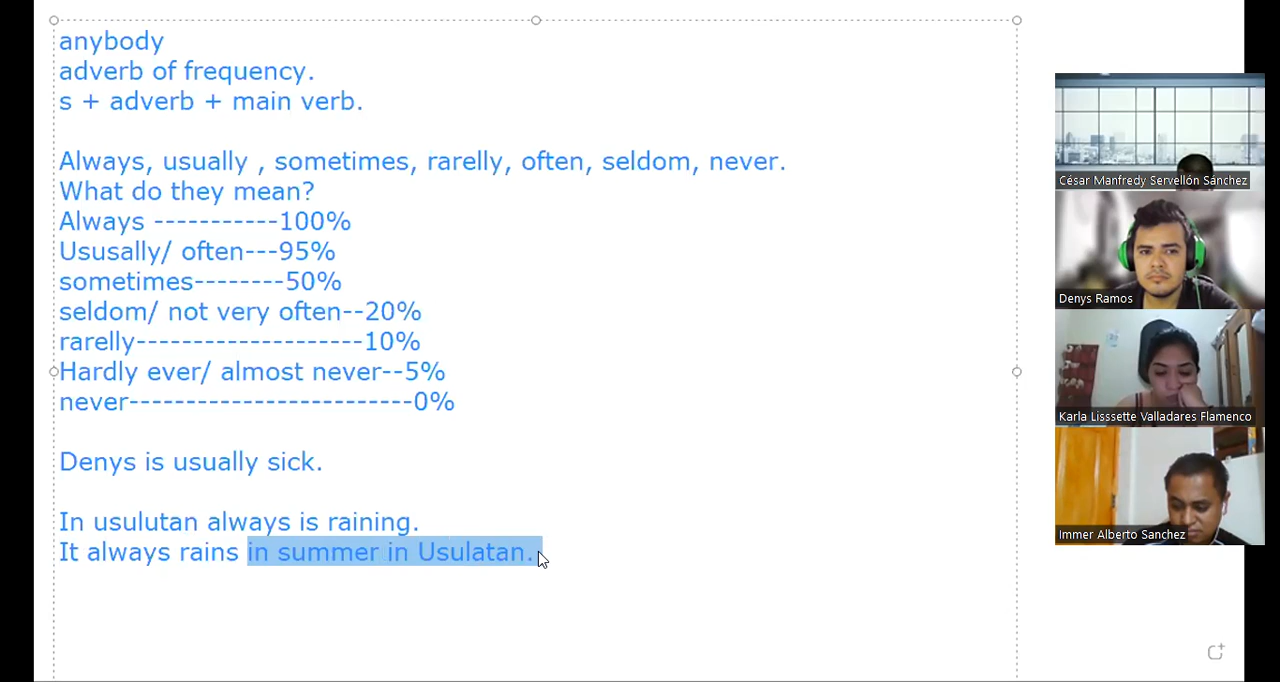 anybody
adverb of frequency.
s + adverb + main verb.
Always, usually , sometimes, rarelly, often, seldom, never.
What do they mean?
Always -----------100%
Ususally/ often---95%
sometimes--------50%
seldom/ not very often--20%
rarelly--------------------10%
Hardly ever/ almost never--5%
never-------------------------0%
Denys is usually sick.
In usulutan always is raining.
It always rains in summer in Usulatan.
César Manfredy Servellón Sánchez
Denys Ramos
Karla Lisssette Valladares Flamenco
Immer Alberto Sanchez